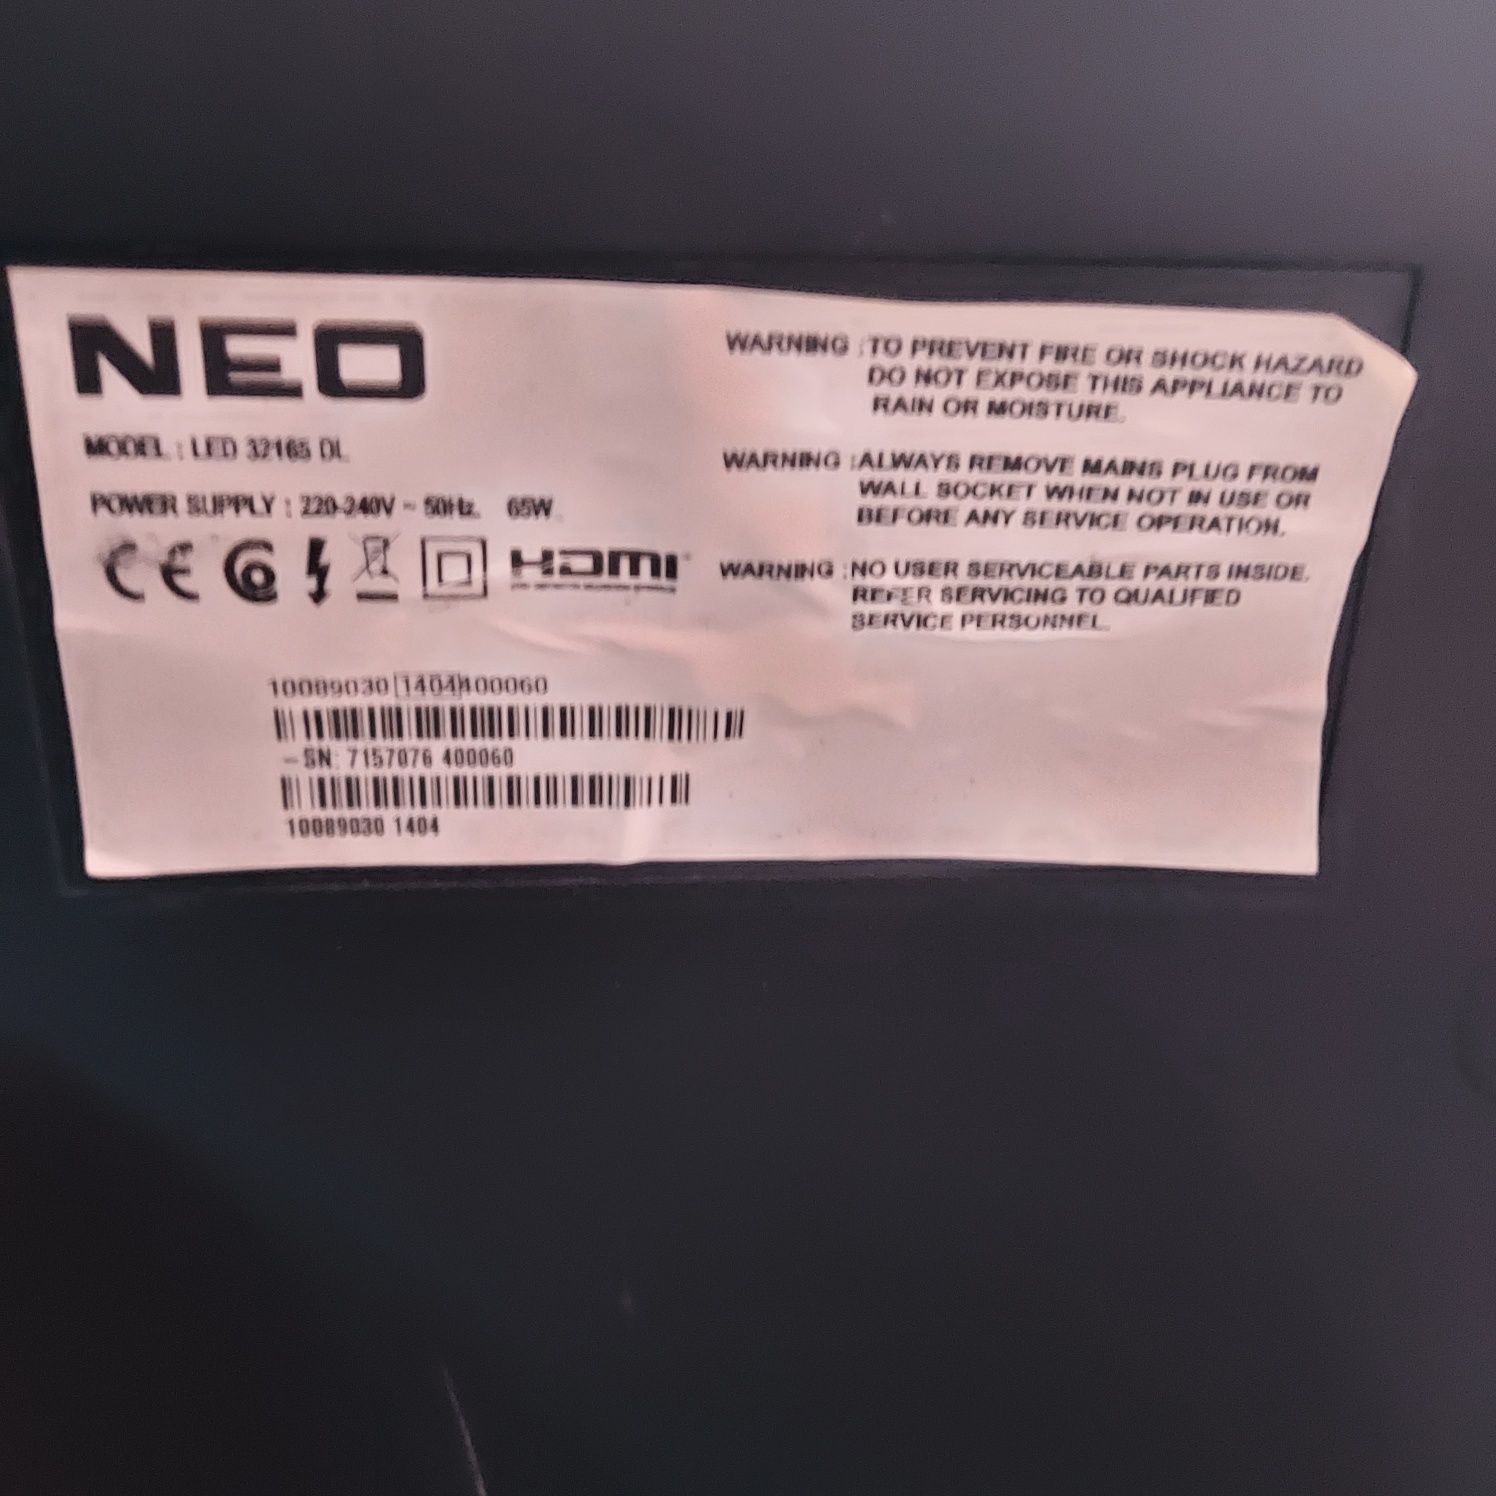 NEO
MODEL : LED 32165 DL
POWER SUPPLY : 220-240V ~ 50Hz. 65W
CE
HDMI
WARNING : TO PREVENT FIRE OR SHOCK HAZARD
DO NOT EXPOSE THIS APPLIANCE TO
RAIN OR MOISTURE.
WARNING : ALWAYS REMOVE MAINS PLUG FROM
WALL SOCKET WHEN NOT IN USE OR
BEFORE ANY SERVICE OPERATION.
WARNING : NO USER SERVICEABLE PARTS INSIDE.
REFER SERVICING TO QUALIFIED
SERVICE PERSONNEL.
10089030 1404 400060
-SN: 7157076 400060
10089030 1404